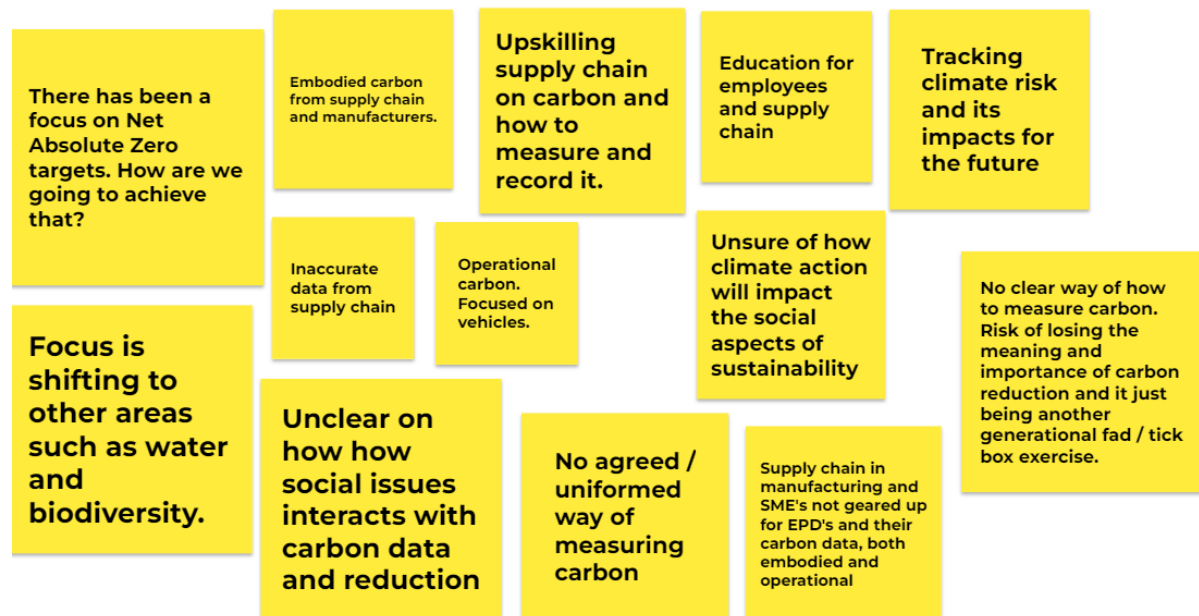 There has been a
focus on Net
Absolute Zero
targets. How are we
going to achieve
that?
Embodied carbon
from supply chain
and manufacturers.
Upskilling
supply chain
on carbon and
how to
measure and
record it.
Education for
employees
and supply
chain
Tracking
climate risk
and its
impacts for
the future
Inaccurate
data from
supply chain
Operational
carbon.
Focused on
vehicles.
Unsure of how
climate action
will impact
the social
aspects of
sustainability
No clear way of how
to measure carbon.
Risk of losing the
meaning and
importance of carbon
reduction and it just
being another
generational fad / tick
box exercise.
Focus is
shifting to
other areas
such as water
and
biodiversity.
Unclear on
how how
social issues
interacts with
carbon data
and reduction
No agreed /
uniformed
way of
measuring
carbon
Supply chain in
manufacturing and
SME's not geared up
for EPD's and their
carbon data, both
embodied and
operational